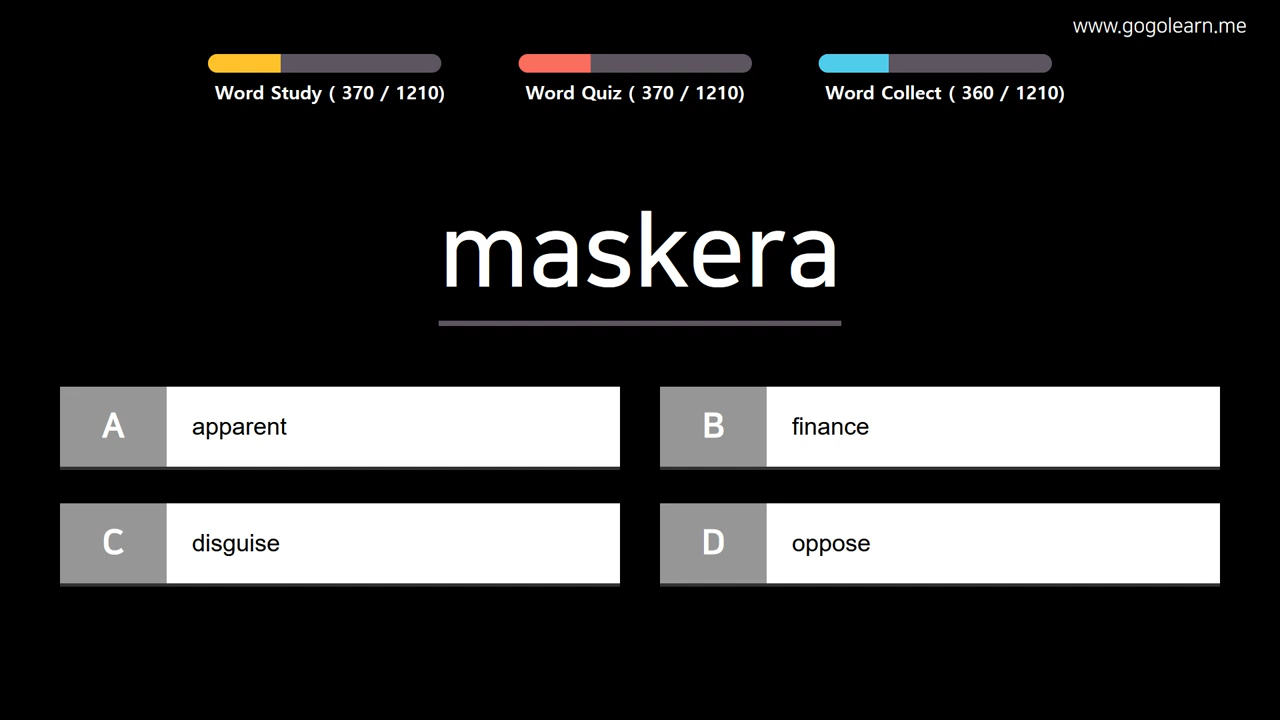 www.gogolearn.me
Word Study ( 370 / 1210)
Word Quiz ( 370 / 1210)
Word Collect ( 360 / 1210)
maskera
A apparent
B finance
C disguise
D oppose